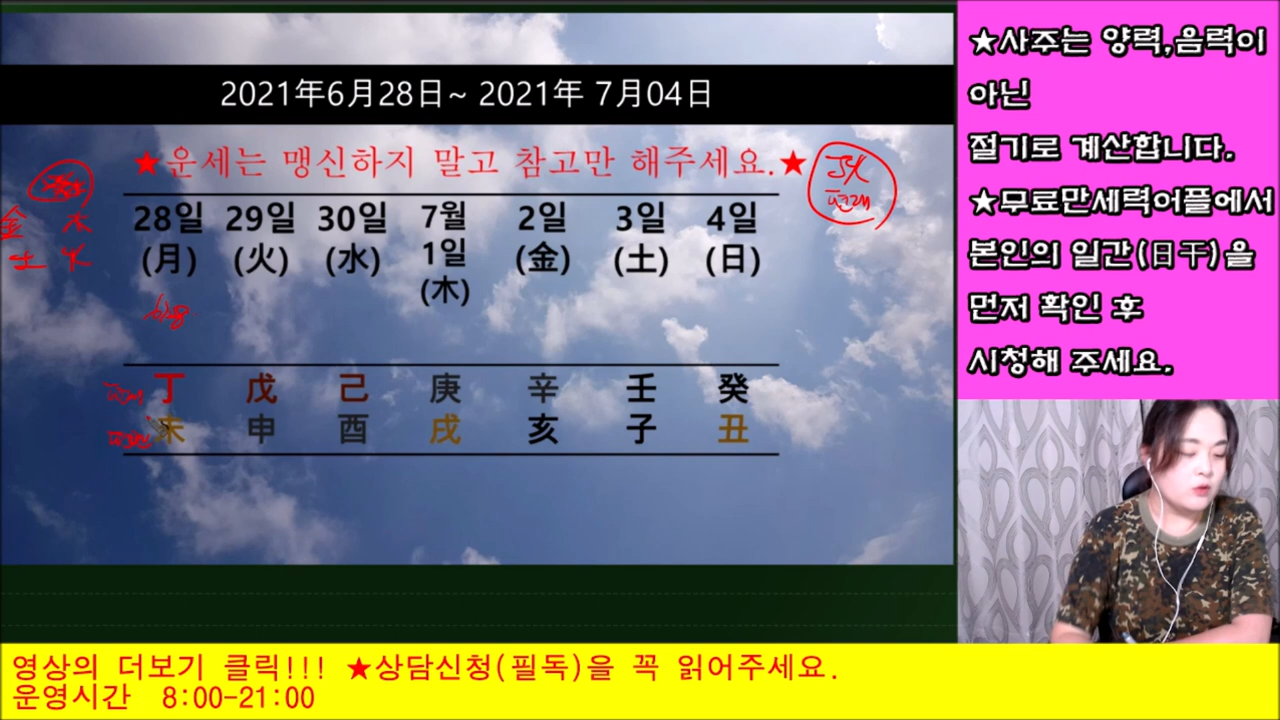 2021年6月28日~ 2021年 7月04日
★운세는 맹신하지 말고 참고만 해주세요.★
28일 29일 30일 7월 1일 2일 3일 4일
(月) (火) (水) (木) (金) (土) (日)
金 木
土 火
편재
丁 戊 己 庚 辛 壬 癸
未 申 酉 戌 亥 子 丑
★사주는 양력,음력이
아닌
절기로 계산합니다.
★무료만세력어플에서
본인의 일간(日干)을
먼저 확인 후
시청해 주세요.
영상의 더보기 클릭!!! ★상담신청(필독)을 꼭 읽어주세요.
운영시간 8:00-21:00